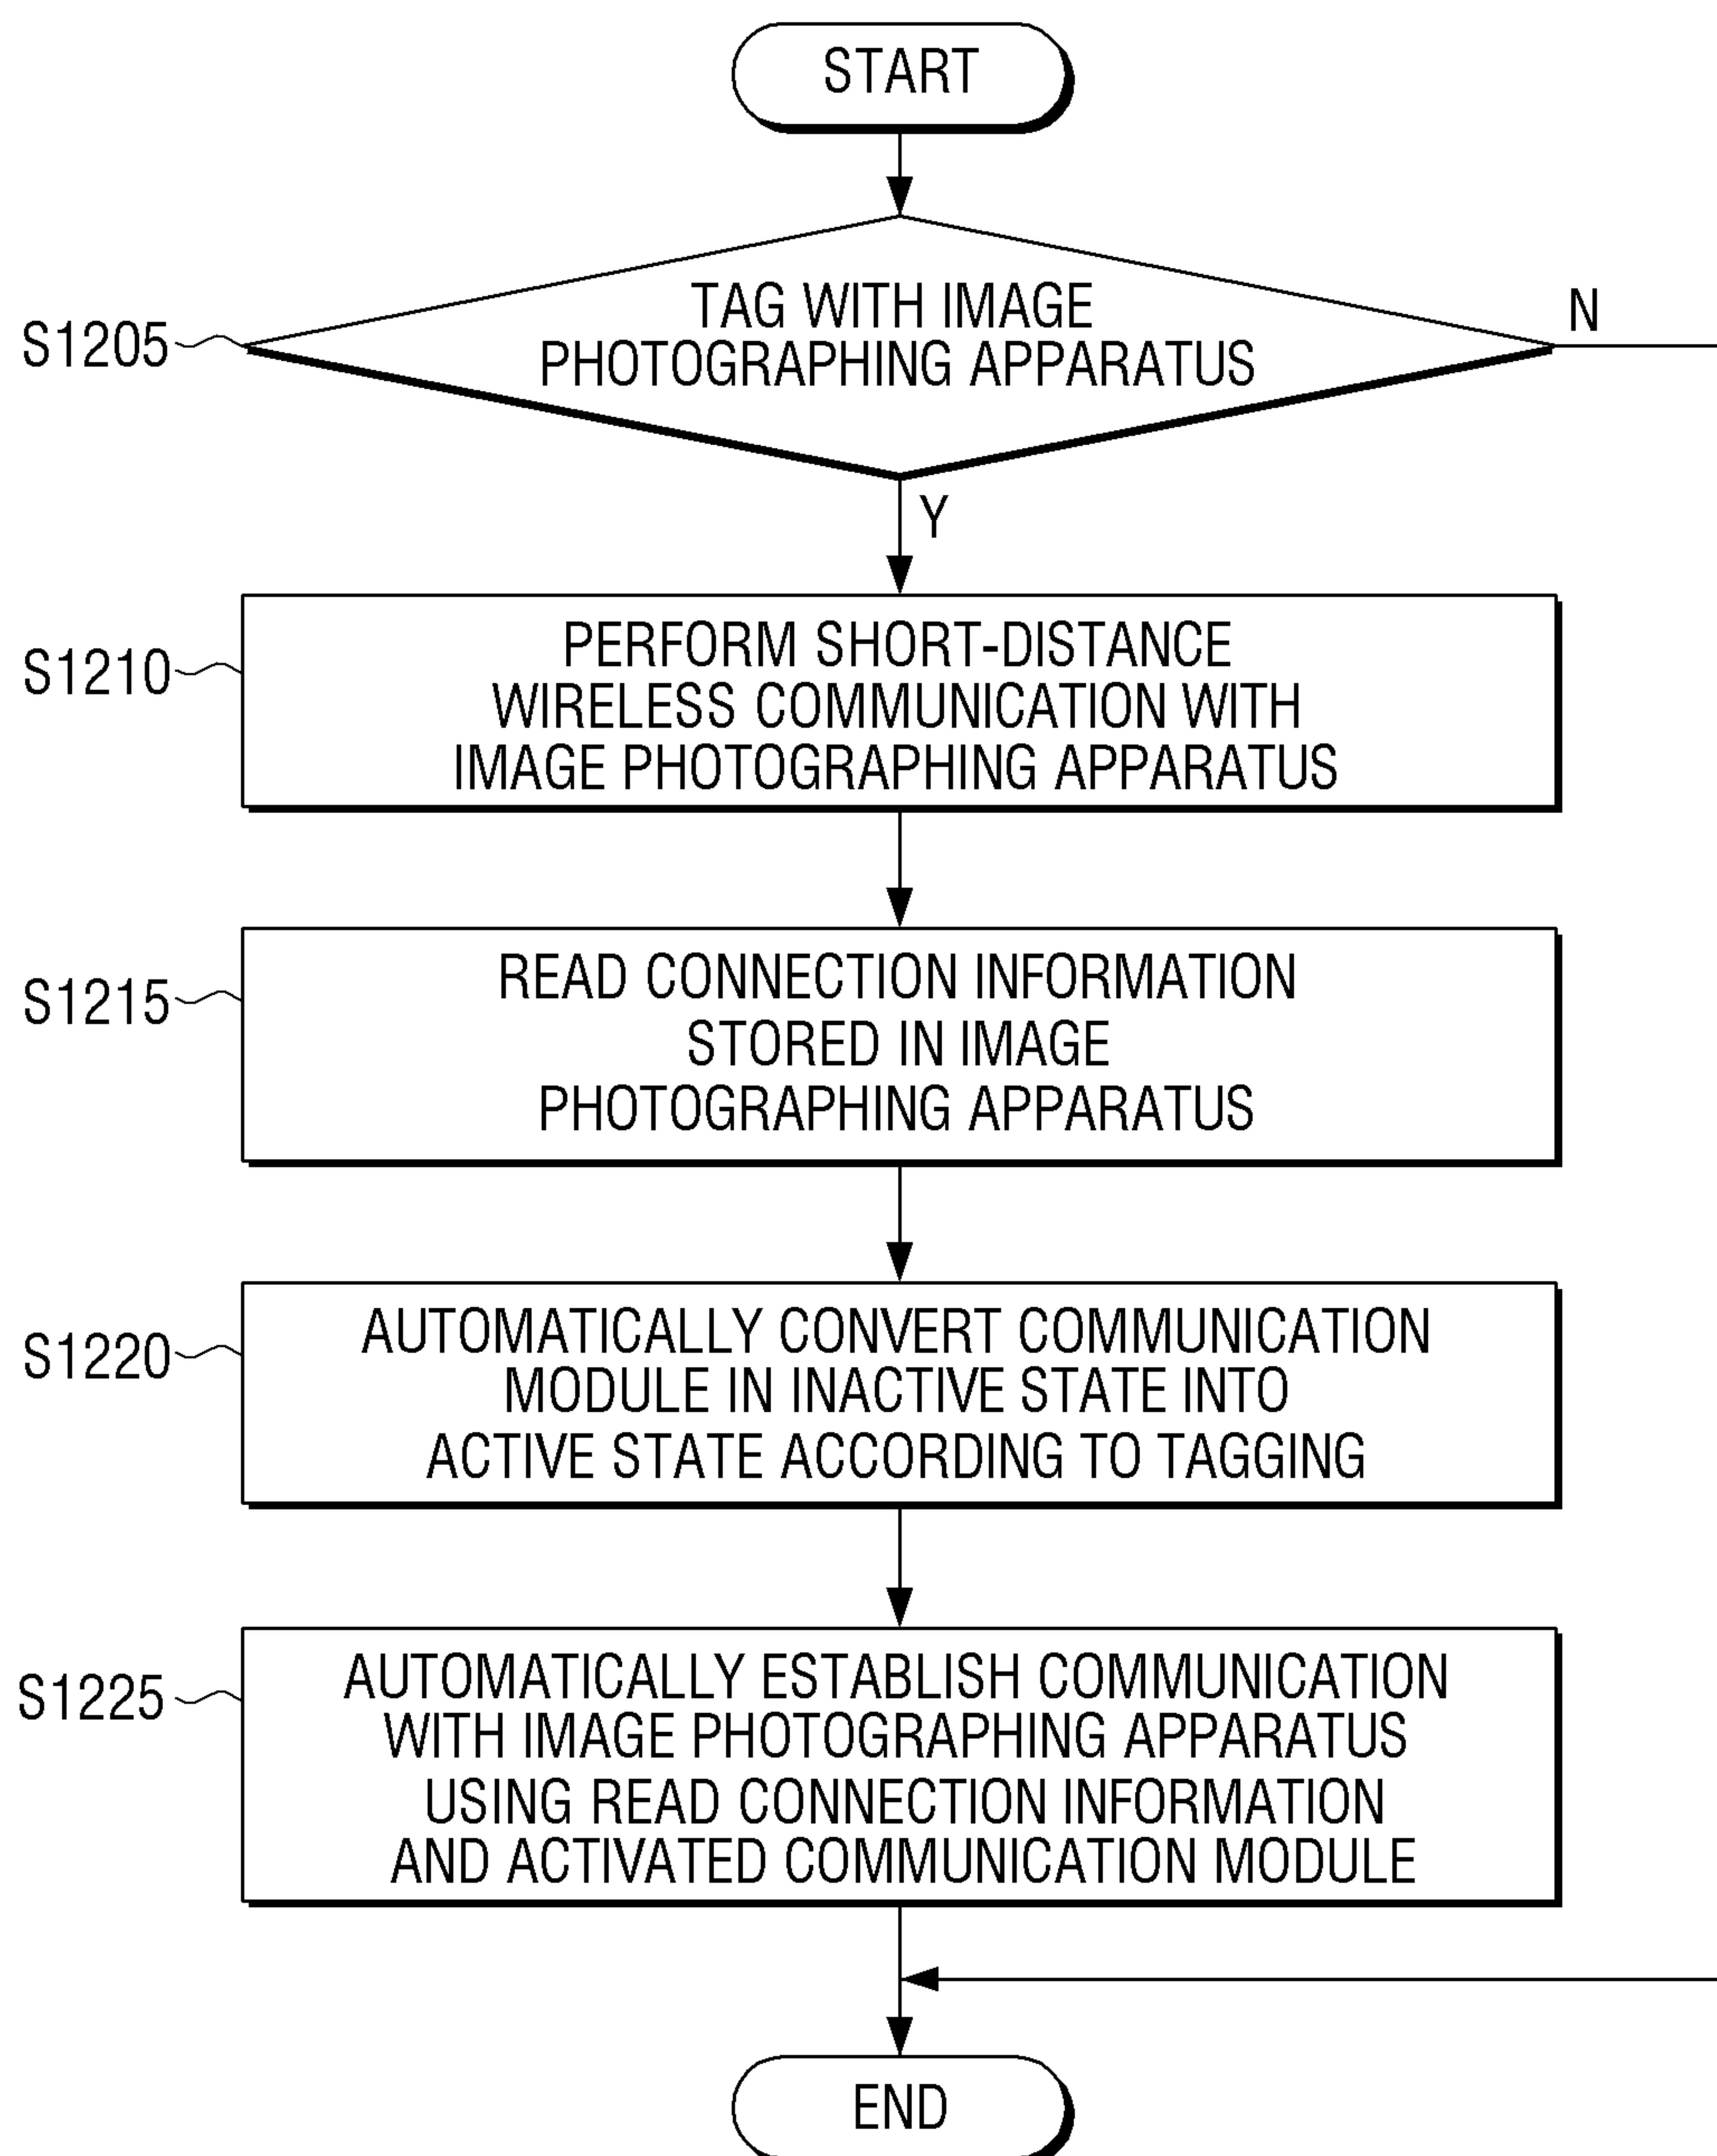 START
S1205
TAG WITH IMAGE
PHOTOGRAPHING APPARATUS
N
Y
S1210
PERFORM SHORT-DISTANCE
WIRELESS COMMUNICATION WITH
IMAGE PHOTOGRAPHING APPARATUS
S1215
READ CONNECTION INFORMATION
STORED IN IMAGE
PHOTOGRAPHING APPARATUS
S1220
AUTOMATICALLY CONVERT COMMUNICATION
MODULE IN INACTIVE STATE INTO
ACTIVE STATE ACCORDING TO TAGGING
S1225
AUTOMATICALLY ESTABLISH COMMUNICATION
WITH IMAGE PHOTOGRAPHING APPARATUS
USING READ CONNECTION INFORMATION
AND ACTIVATED COMMUNICATION MODULE
END